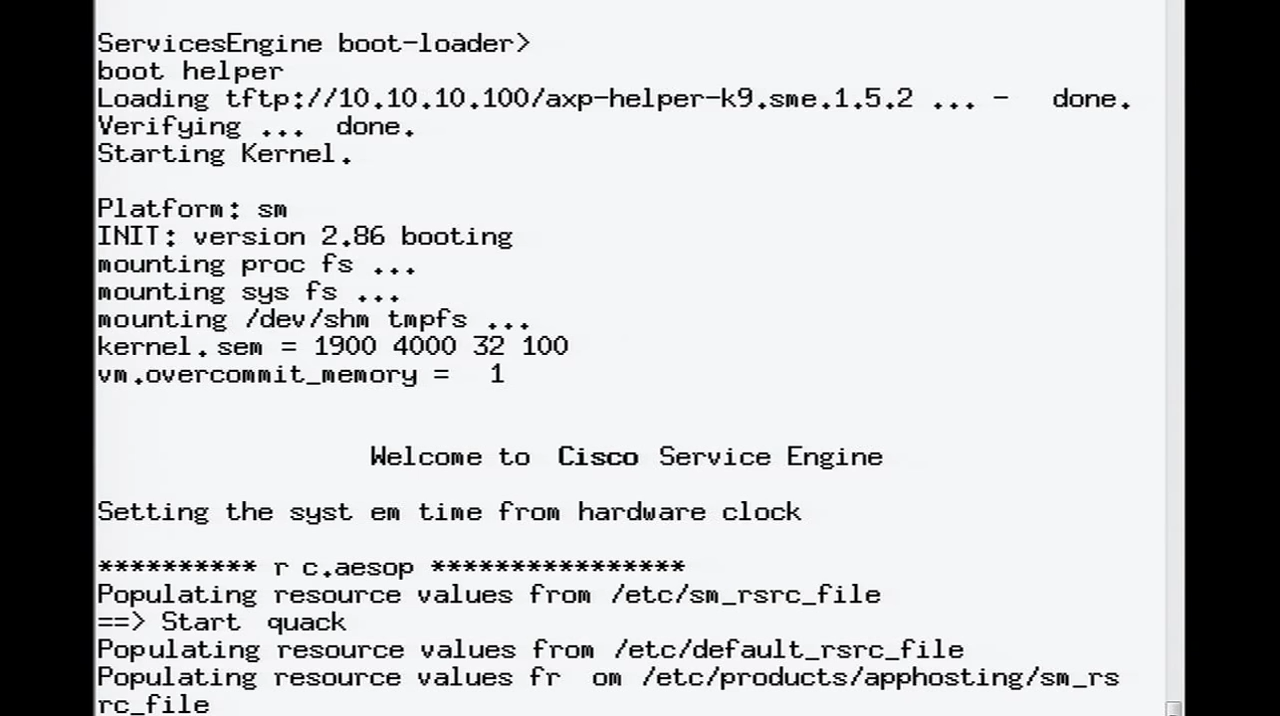 ServicesEngine boot-loader>
boot helper
Loading tftp://10.10.10.100/axp-helper-k9.sme.1.5.2 ... -   done.
Verifying ...  done.
Starting Kernel.
Platform: sm
INIT: version 2.86 booting
mounting proc fs ...
mounting sys fs ...
mounting /dev/shm tmpfs ...
kernel.sem = 1900 4000 32 100
vm.overcommit_memory =  1
Welcome to Cisco Service Engine
Setting the syst em time from hardware clock
********** r c.aesop ****************
Populating resource values from /etc/sm_rsrc_file
==> Start quack
Populating resource values from /etc/default_rsrc_file
Populating resource values fr  om /etc/products/apphosting/sm_rs
rc_file